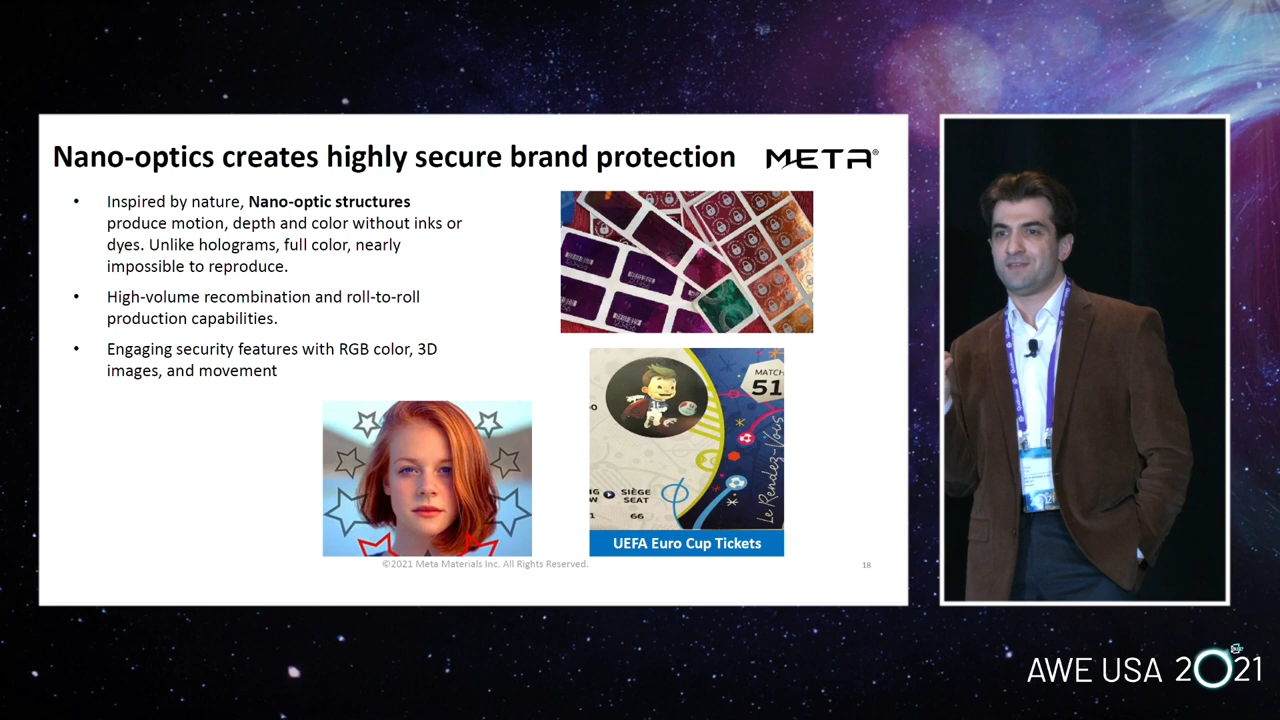 Nano-optics creates highly secure brand protection
META®
• Inspired by nature, Nano-optic structures
produce motion, depth and color without inks or
dyes. Unlike holograms, full color, nearly
impossible to reproduce.
• High-volume recombination and roll-to-roll
production capabilities.
• Engaging security features with RGB color, 3D
images, and movement
MATCH
51
SIÈGE
SEAT
66
Le Rendez-Vous
UEFA Euro Cup Tickets
©2021 Meta Materials Inc. All Rights Reserved.
18
AWE USA 2021